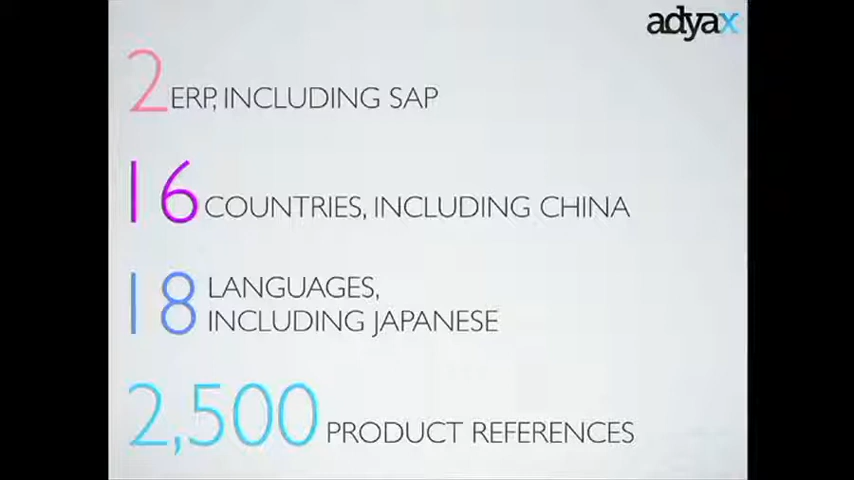 adyax
2 ERP, INCLUDING SAP
16 COUNTRIES, INCLUDING CHINA
18 LANGUAGES,
INCLUDING JAPANESE
2,500 PRODUCT REFERENCES